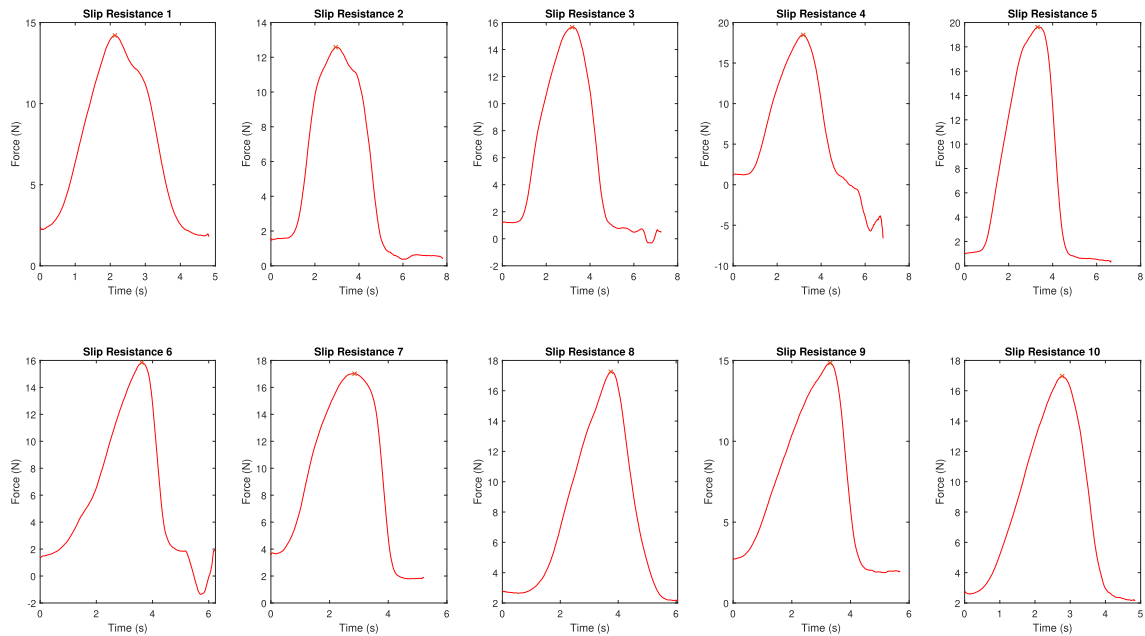 Slip Resistance 1
15
10
5
0
Force (N)
0 1 2 3 4 5
Time (s)
Slip Resistance 2
14
12
10
8
6
4
2
0
Force (N)
0 2 4 6 8
Time (s)
Slip Resistance 3
16
14
12
10
8
6
4
2
0
-2
Force (N)
0 2 4 6 8
Time (s)
Slip Resistance 4
20
15
10
5
0
-5
-10
Force (N)
0 2 4 6 8
Time (s)
Slip Resistance 5
20
18
16
14
12
10
8
6
4
2
0
Force (N)
0 2 4 6 8
Time (s)
Slip Resistance 6
16
14
12
10
8
6
4
2
0
-2
Force (N)
0 2 4 6
Time (s)
Slip Resistance 7
18
16
14
12
10
8
6
4
2
0
Force (N)
0 2 4 6
Time (s)
Slip Resistance 8
18
16
14
12
10
8
6
4
2
Force (N)
0 2 4 6
Time (s)
Slip Resistance 9
15
10
5
0
Force (N)
0 2 4 6
Time (s)
Slip Resistance 10
18
16
14
12
10
8
6
4
2
Force (N)
0 1 2 3 4 5
Time (s)